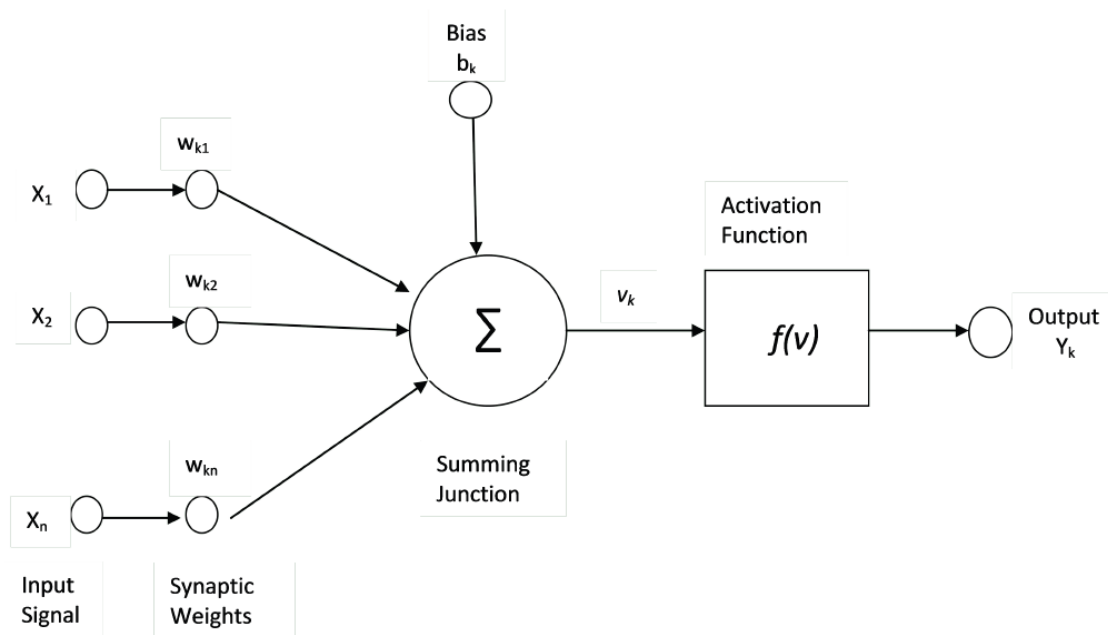 Bias
bₖ
wₖ₁
X₁
Activation
Function
wₖ₂
X₂
vₖ
∑
f(v)
Output
Yₖ
wₖₙ
Summing
Junction
Xₙ
Input
Signal
Synaptic
Weights